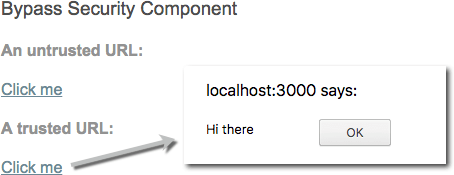 Bypass Security Component
An untrusted URL:
Click me
A trusted URL:
Click me
localhost:3000 says:
Hi there
OK